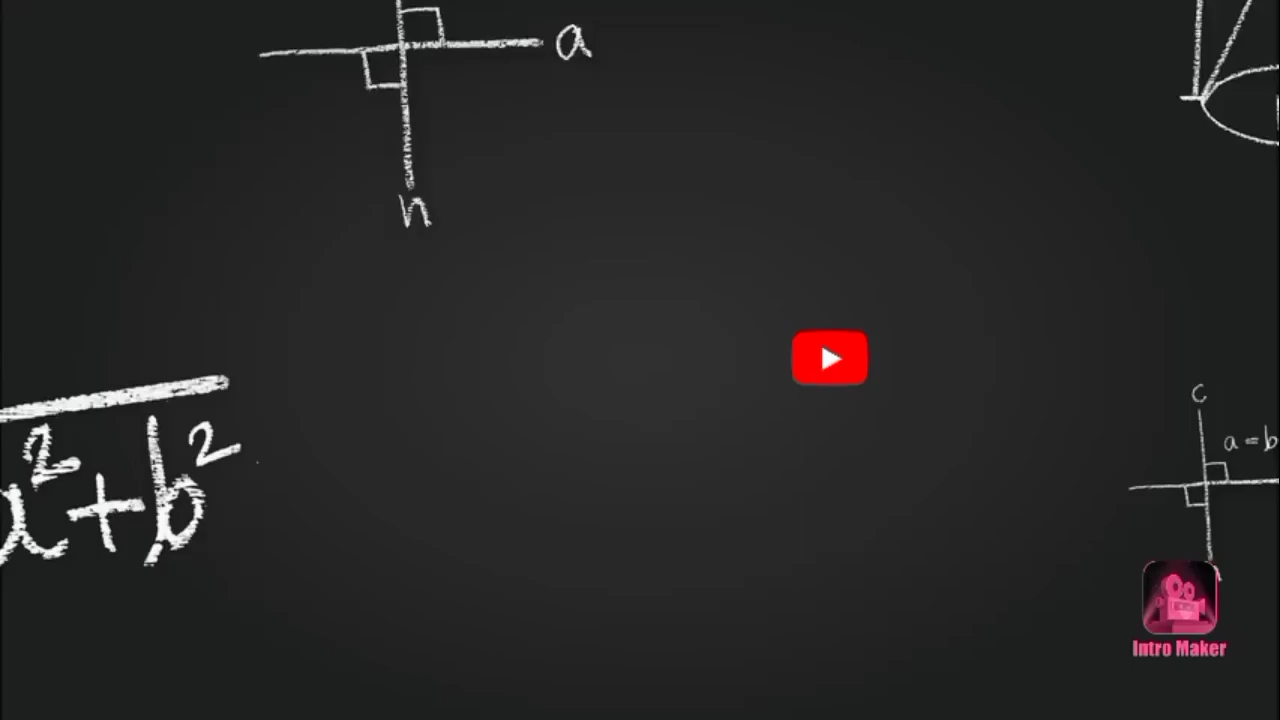 a
n
a²+b²
c
a=b
Intro Maker